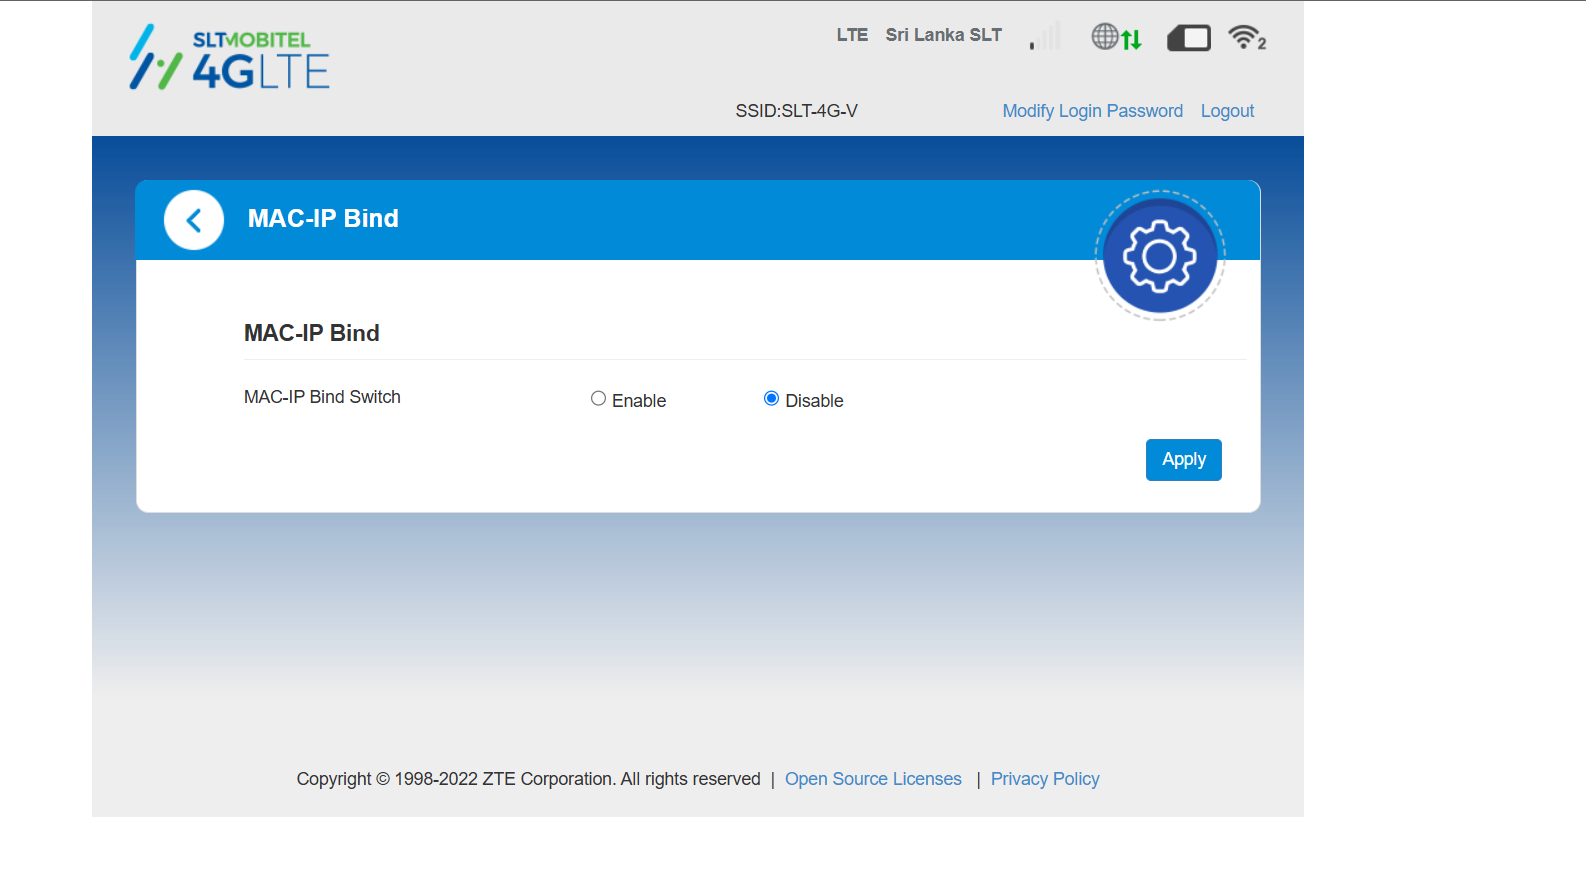 SLTMOBITEL
4GLTE
LTE Sri Lanka SLT
2
SSID:SLT-4G-V
Modify Login Password Logout
MAC-IP Bind
MAC-IP Bind
MAC-IP Bind Switch
Enable Disable
Apply
Copyright © 1998-2022 ZTE Corporation. All rights reserved | Open Source Licenses | Privacy Policy